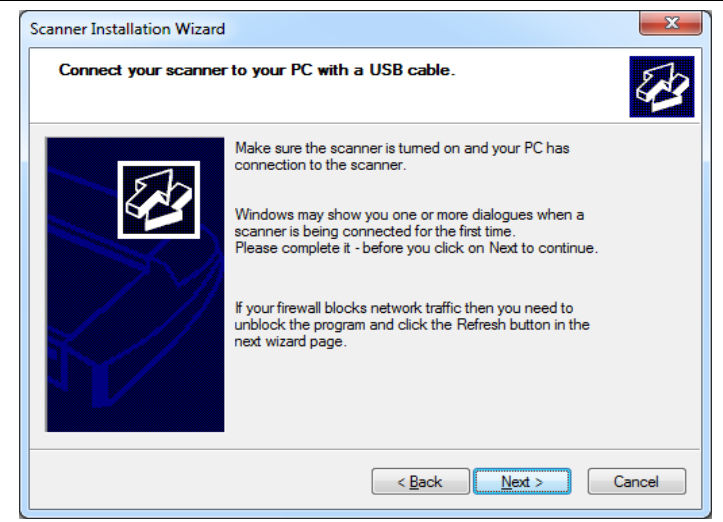 Scanner Installation Wizard
Connect your scanner to your PC with a USB cable.
Make sure the scanner is turned on and your PC has
connection to the scanner.
Windows may show you one or more dialogues when a
scanner is being connected for the first time.
Please complete it - before you click on Next to continue.
If your firewall blocks network traffic then you need to
unblock the program and click the Refresh button in the
next wizard page.
< Back Next > Cancel